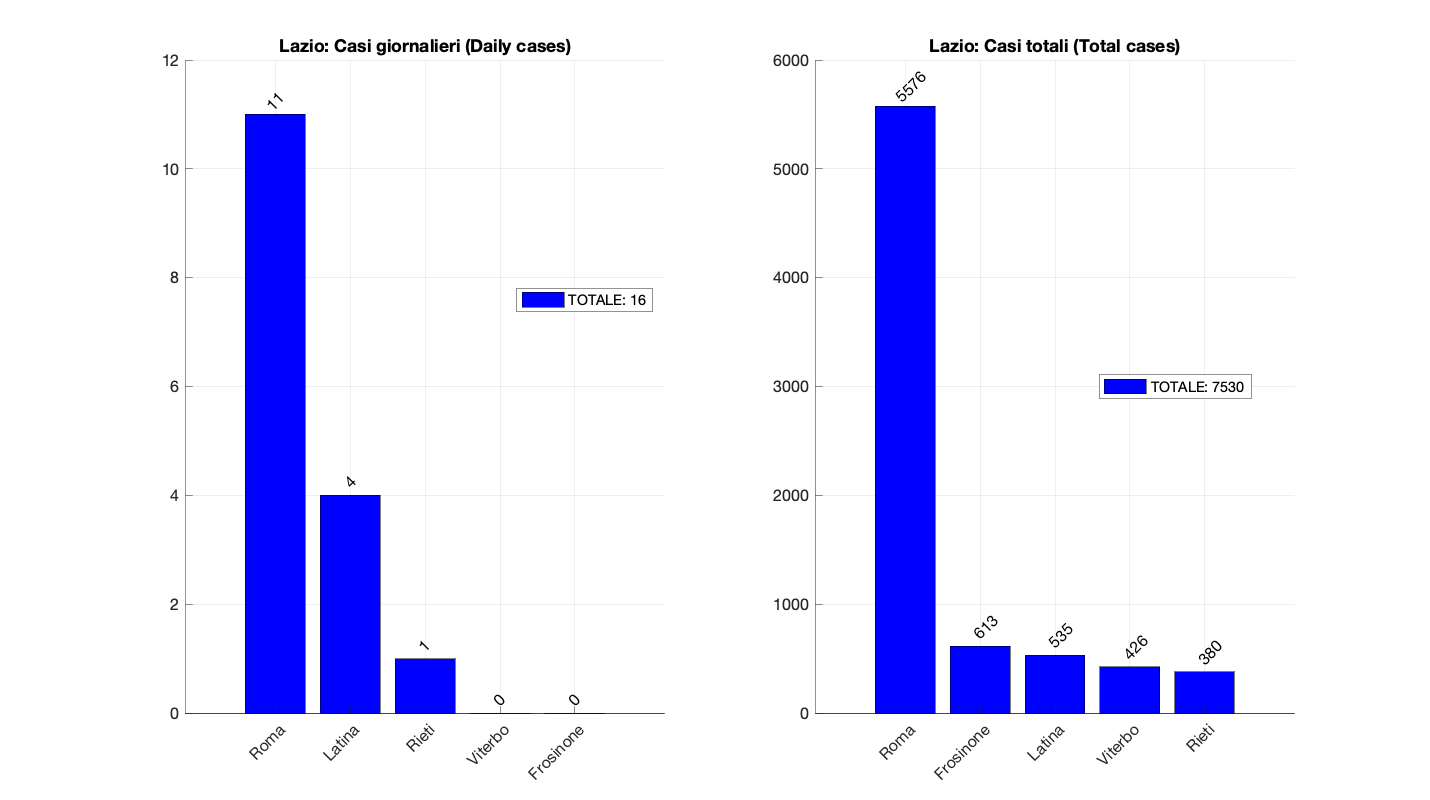 Lazio: Casi giornalieri (Daily cases)
12
10
8
6
4
2
0
11
4
1
0
0
TOTALE: 16
Roma
Latina
Rieti
Viterbo
Frosinone
Lazio: Casi totali (Total cases)
6000
5000
4000
3000
2000
1000
0
5576
613
535
426
380
TOTALE: 7530
Roma
Frosinone
Latina
Viterbo
Rieti